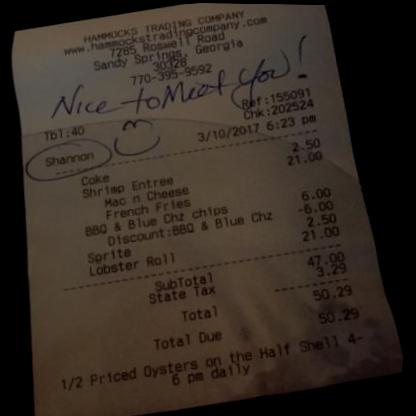 HAMMOCKS TRADING COMPANY
www.hammockstradingcompany.com
7285 Roswell Road
Sandy Springs, Georgia
30328
770-395-9592
Nice to Meet You!
Ref:155091
Tbl:40 Chk:202524
Shannon 3/10/2017 6:23 pm
Coke 2.50
Shrimp Entree 21.00
Mac n Cheese
French Fries
BBQ & Blue Chz chips 6.00
Discount:BBQ & Blue Chz -6.00
Sprite 2.50
Lobster Roll 21.00
SubTotal 47.00
State Tax 3.29
Total 50.29
Total Due 50.29
1/2 Priced Oysters on the Half Shell 4-
6 pm daily